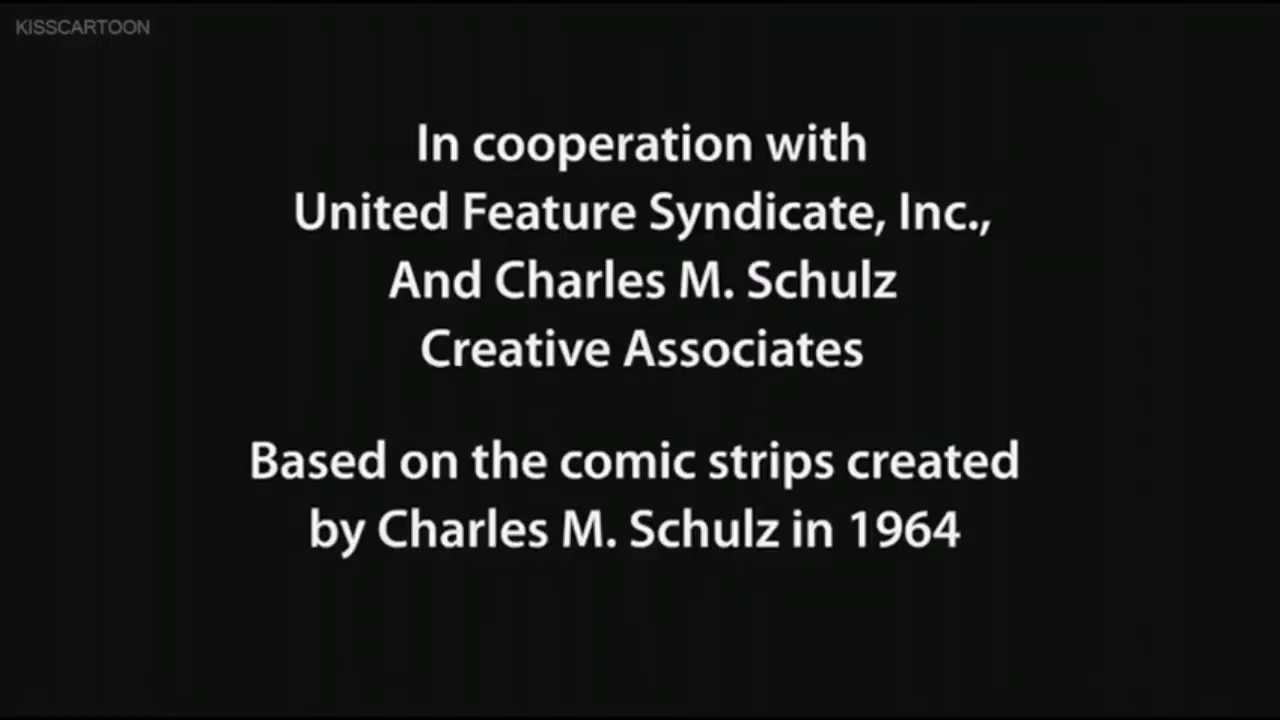 KISSCARTOON
In cooperation with
United Feature Syndicate, Inc.,
And Charles M. Schulz
Creative Associates
Based on the comic strips created
by Charles M. Schulz in 1964